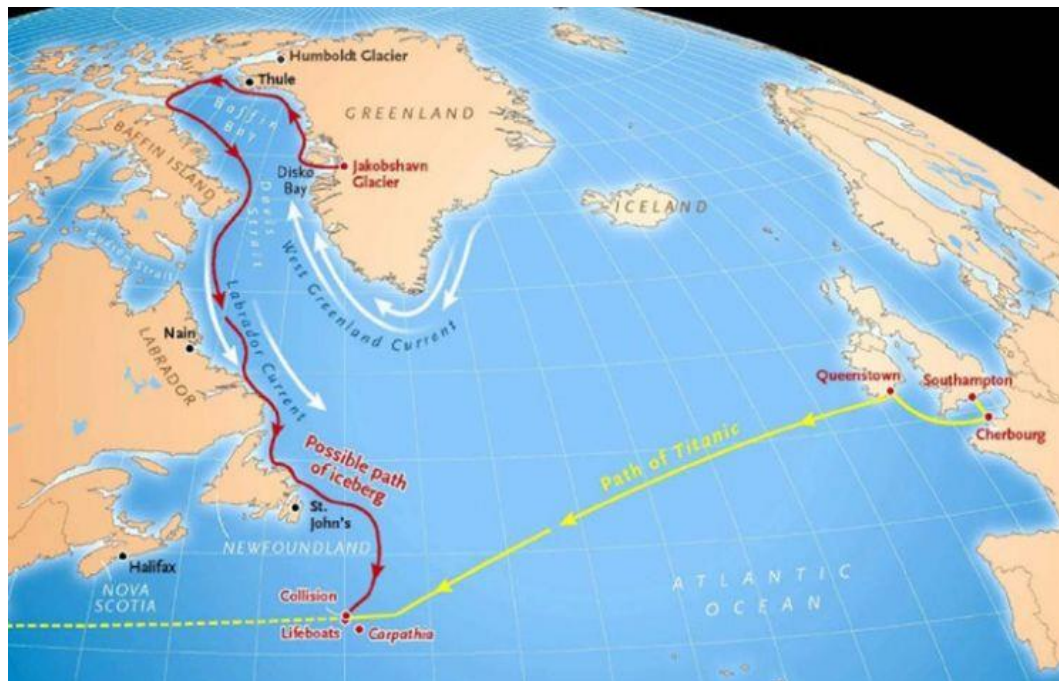 Humboldt Glacier
Thule
GREENLAND
Baffin
Bay
BAFFIN ISLAND
Jakobshavn
Glacier
Disko
Bay
ICELAND
Davis
Strait
Hudson Strait
West Greenland Current
Labrador Current
Nain
LABRADOR
Queenstown
Southampton
Cherbourg
Path of Titanic
Possible path
of iceberg
St.
John's
NEWFOUNDLAND
Halifax
NOVA
SCOTIA
ATLANTIC
OCEAN
Collision
Lifeboats
Carpathia